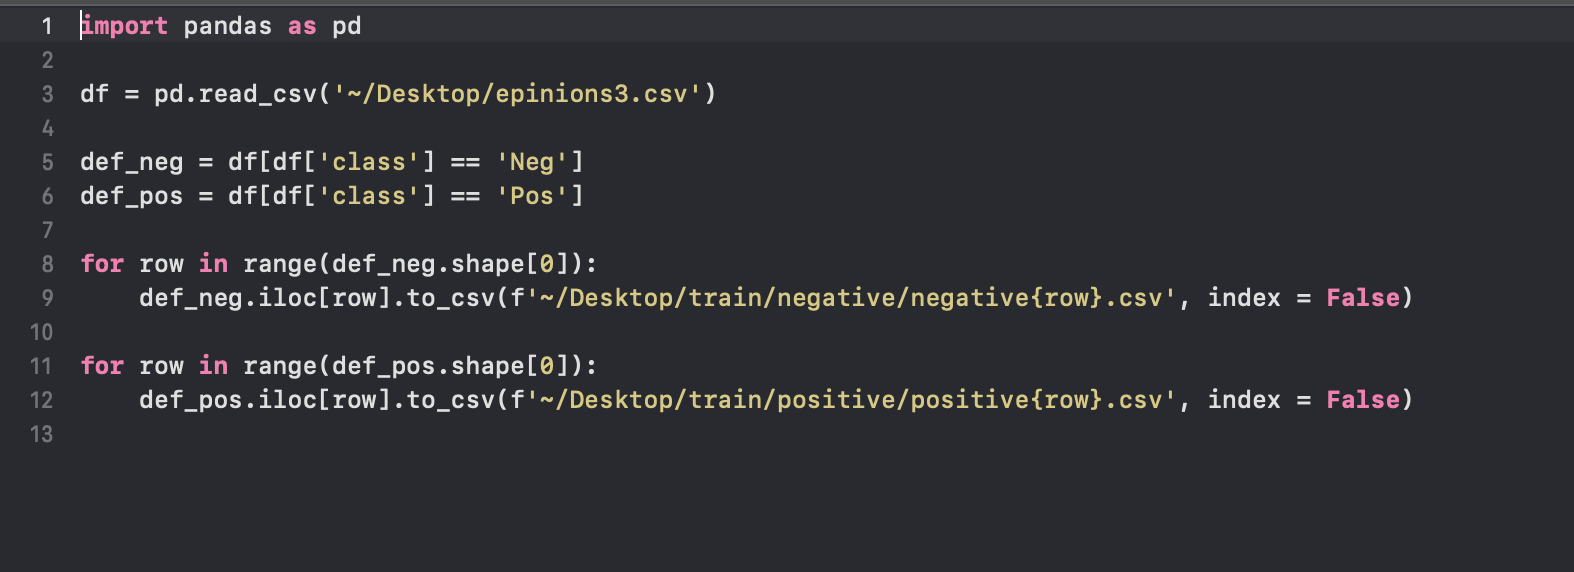 1 import pandas as pd
2
3 df = pd.read_csv('~/Desktop/epinions3.csv')
4
5 def_neg = df[df['class'] == 'Neg']
6 def_pos = df[df['class'] == 'Pos']
7
8 for row in range(def_neg.shape[0]):
9     def_neg.iloc[row].to_csv(f'~/Desktop/train/negative/negative{row}.csv', index = False)
10
11 for row in range(def_pos.shape[0]):
12     def_pos.iloc[row].to_csv(f'~/Desktop/train/positive/positive{row}.csv', index = False)
13